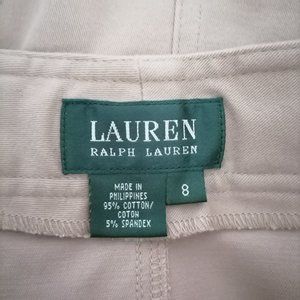 LAUREN
RALPH LAUREN
MADE IN
PHILIPPINES
95% COTTON/
COTON
5% SPANDEX
8